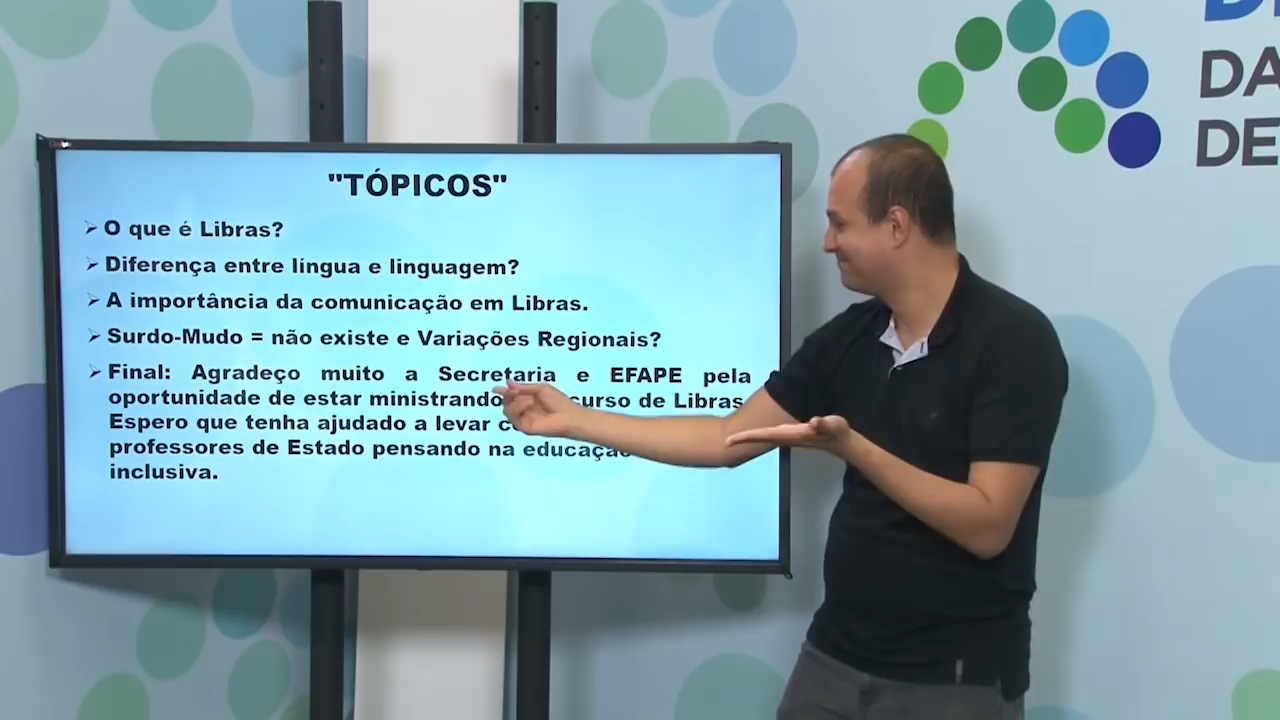 "TÓPICOS"
O que é Libras?
Diferença entre língua e linguagem?
A importância da comunicação em Libras.
Surdo-Mudo = não existe e Variações Regionais?
Final: Agradeço muito a Secretaria e EFAPE pela
oportunidade de estar ministrando curso de Libras.
Espero que tenha ajudado a levar
professores de Estado pensando na
inclusiva.
DE